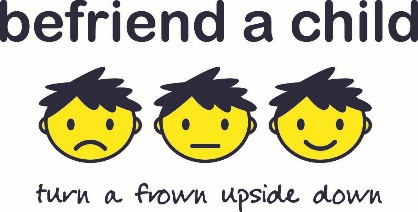 befriend a child
turn a frown upside down